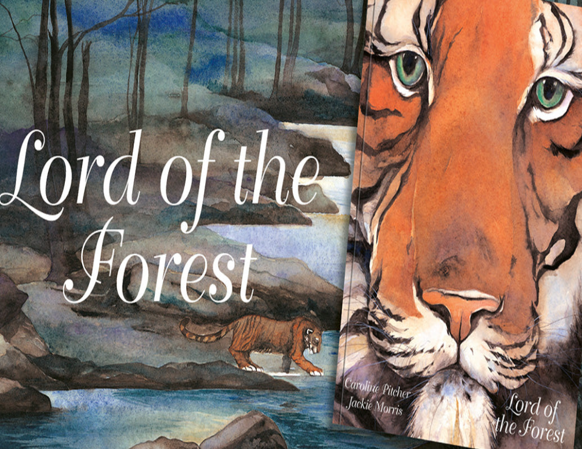 Lord of the
Forest
Caroline Pitcher
Jackie Morris
Lord of
the Forest